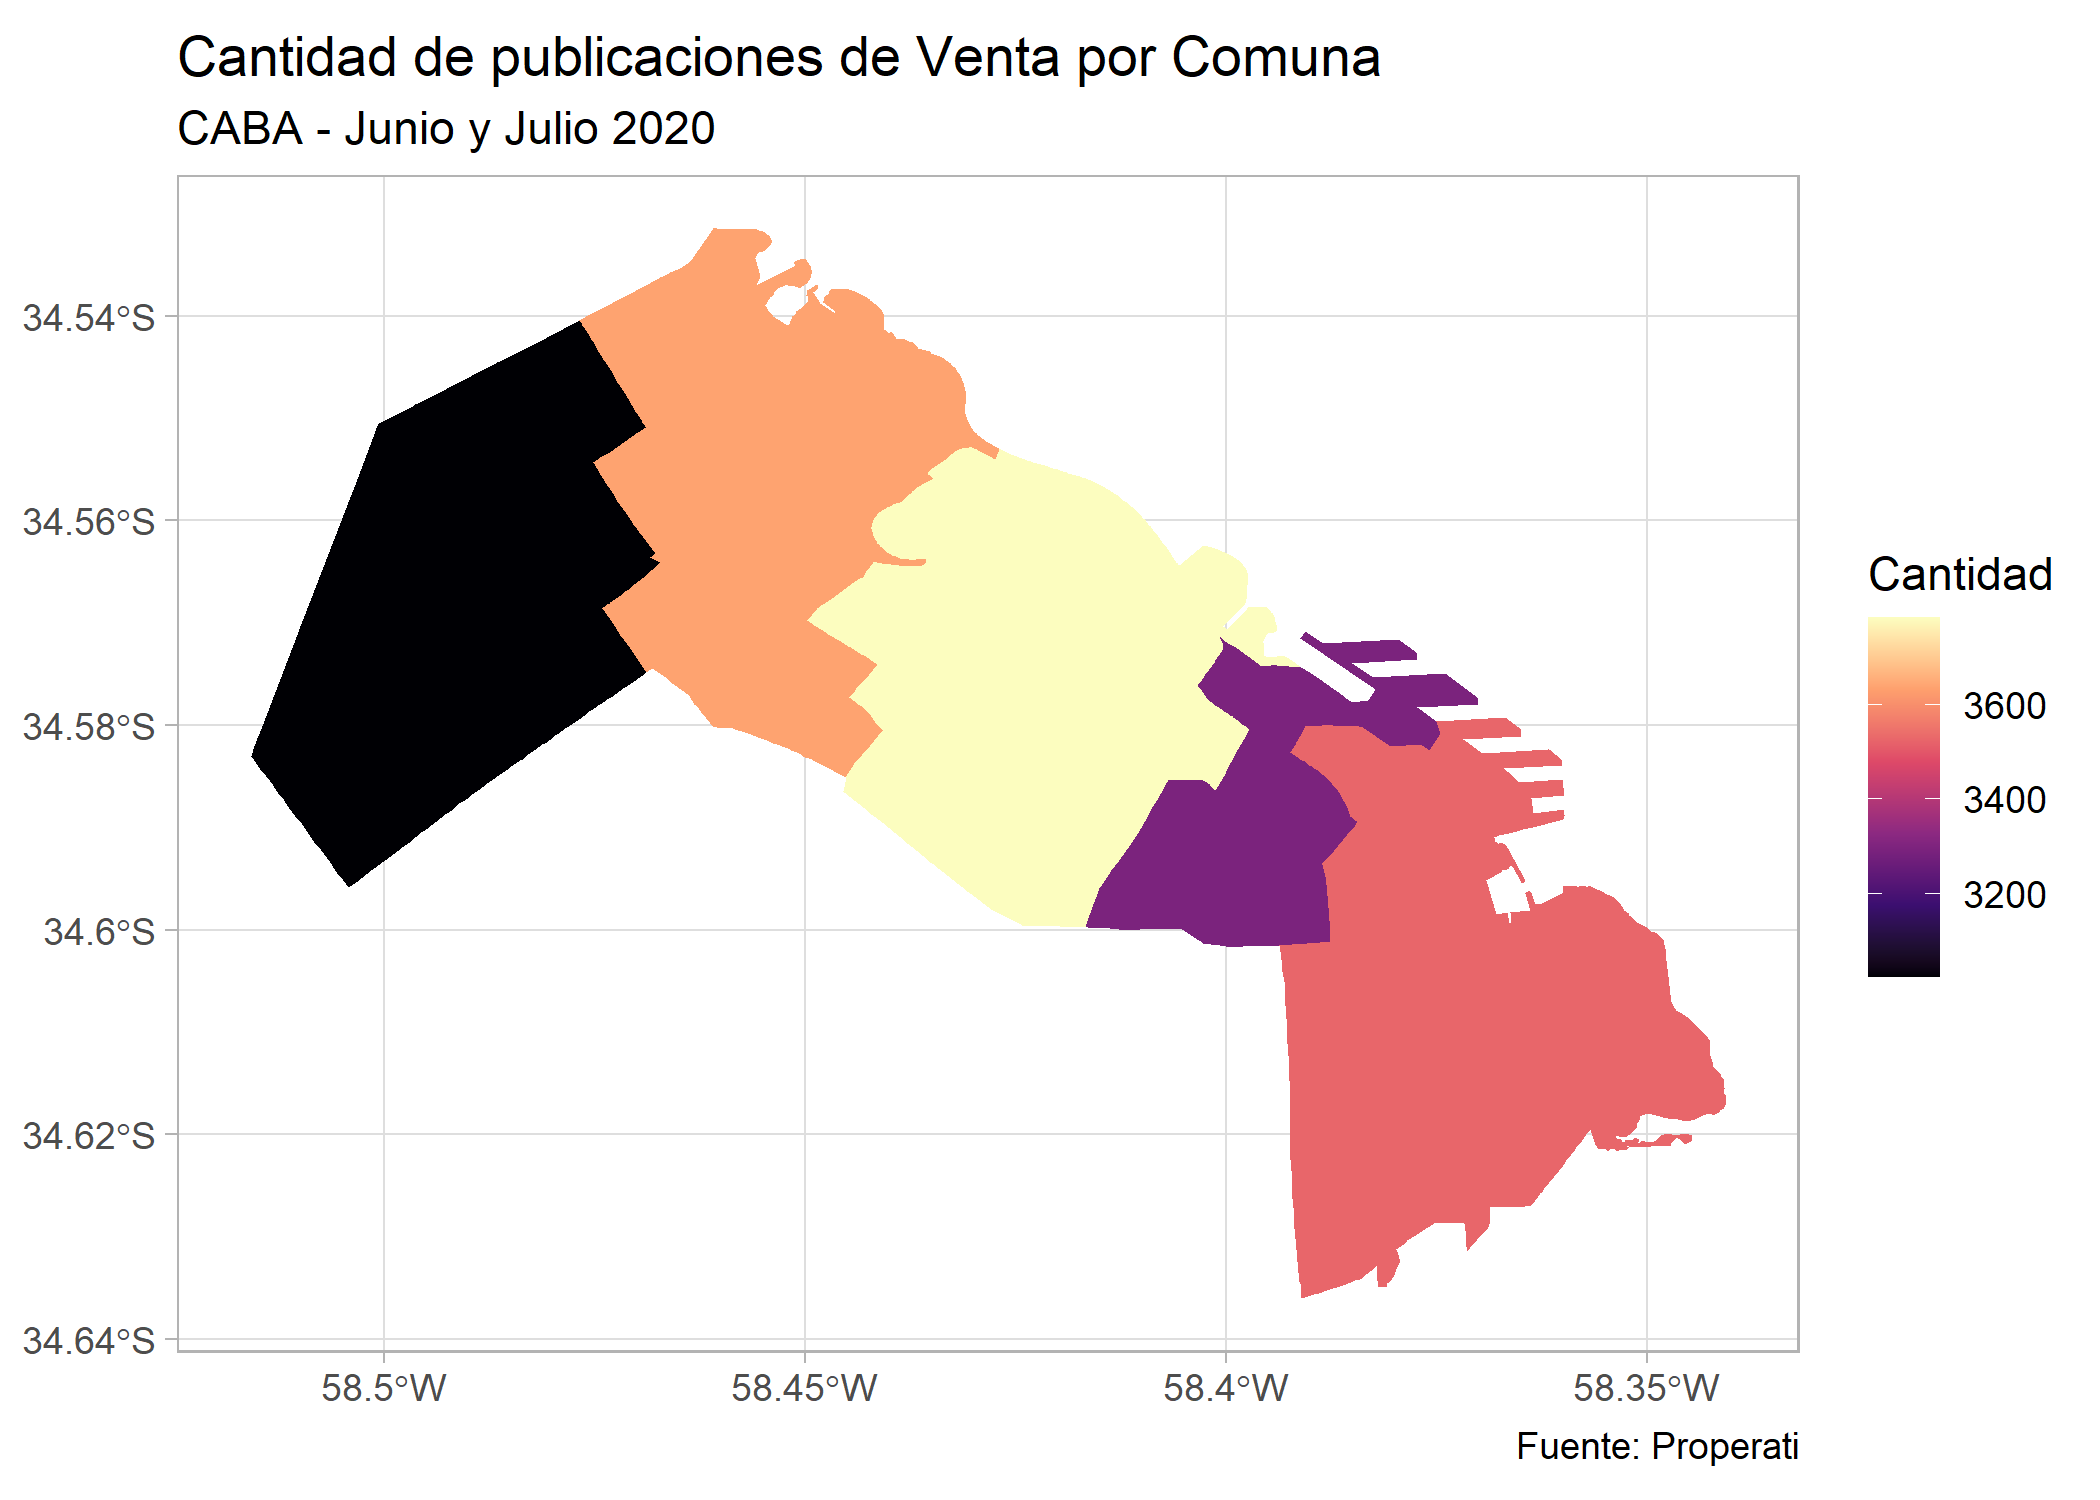 Cantidad de publicaciones de Venta por Comuna
CABA - Junio y Julio 2020
34.54°S
34.56°S
34.58°S
34.6°S
34.62°S
34.64°S
58.5°W
58.45°W
58.4°W
58.35°W
Cantidad
3600
3400
3200
Fuente: Properati